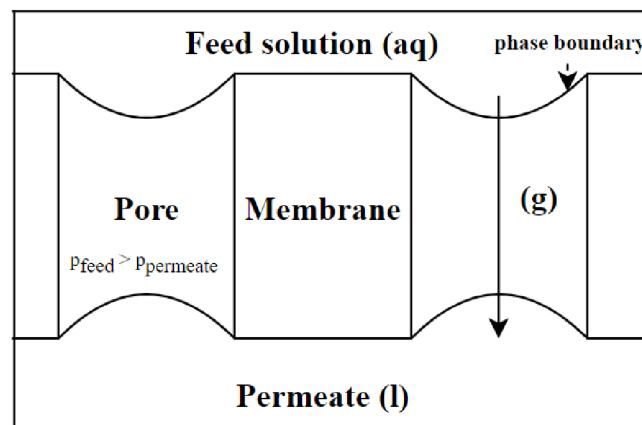 Feed solution (aq)
phase boundary
Pore
Membrane
(g)
pfeed > ppermeate
Permeate (l)